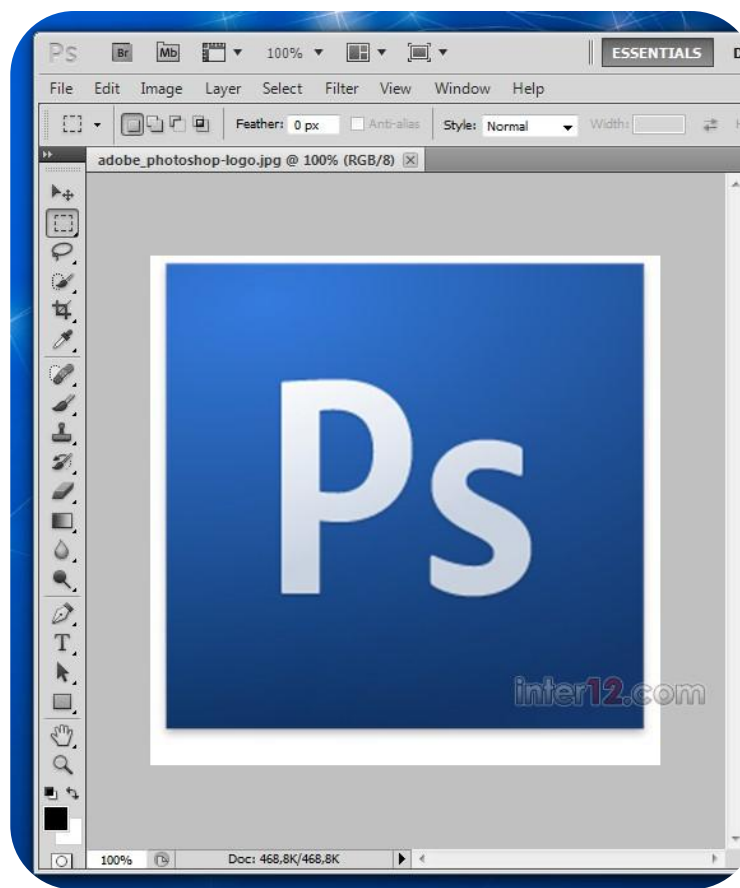 Ps Br Mb 100% ESSENTIALS D
File Edit Image Layer Select Filter View Window Help
Feather: 0 px Anti-alias Style: Normal Width: H
adobe_photoshop-logo.jpg @ 100% (RGB/8)
Ps
inter12.com
T
100% Doc: 468,8K/468,8K